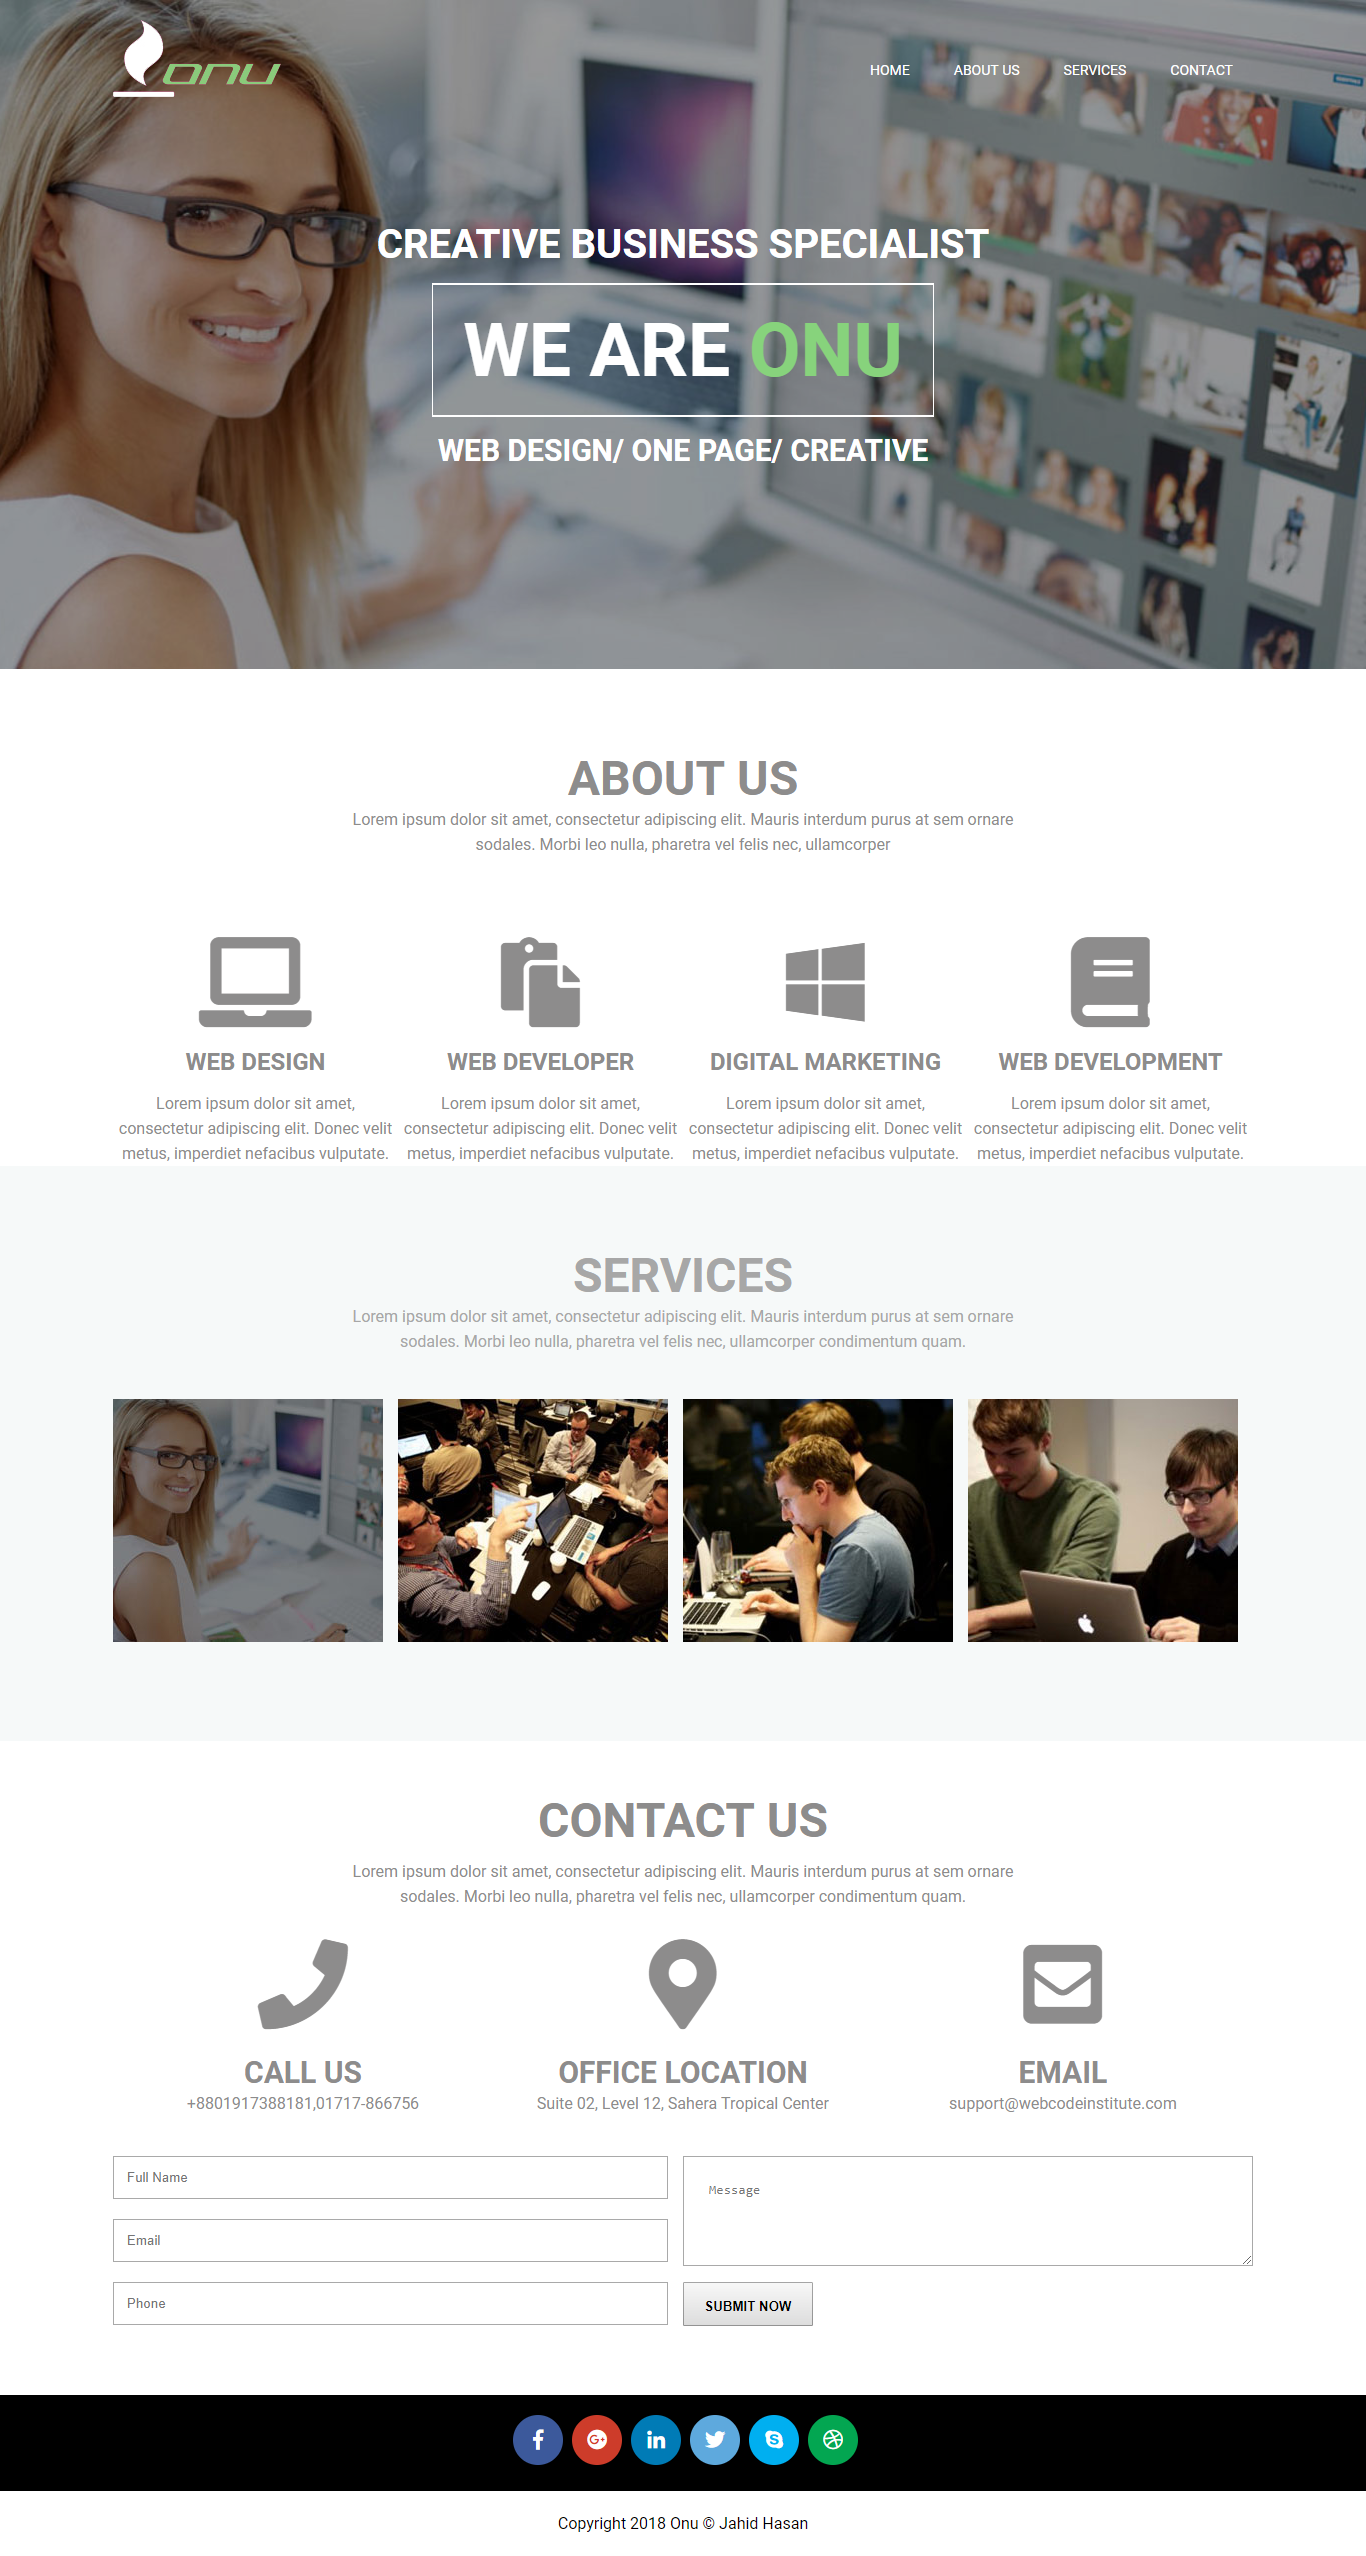 onu
HOME ABOUT US SERVICES CONTACT
CREATIVE BUSINESS SPECIALIST
WE ARE ONU
WEB DESIGN/ ONE PAGE/ CREATIVE
ABOUT US
Lorem ipsum dolor sit amet, consectetur adipiscing elit. Mauris interdum purus at sem ornare
sodales. Morbi leo nulla, pharetra vel felis nec, ullamcorper
WEB DESIGN
Lorem ipsum dolor sit amet,
consectetur adipiscing elit. Donec velit
metus, imperdiet nefacibus vulputate.
WEB DEVELOPER
Lorem ipsum dolor sit amet,
consectetur adipiscing elit. Donec velit
metus, imperdiet nefacibus vulputate.
DIGITAL MARKETING
Lorem ipsum dolor sit amet,
consectetur adipiscing elit. Donec velit
metus, imperdiet nefacibus vulputate.
WEB DEVELOPMENT
Lorem ipsum dolor sit amet,
consectetur adipiscing elit. Donec velit
metus, imperdiet nefacibus vulputate.
SERVICES
Lorem ipsum dolor sit amet, consectetur adipiscing elit. Mauris interdum purus at sem ornare
sodales. Morbi leo nulla, pharetra vel felis nec, ullamcorper condimentum quam.
CONTACT US
Lorem ipsum dolor sit amet, consectetur adipiscing elit. Mauris interdum purus at sem ornare
sodales. Morbi leo nulla, pharetra vel felis nec, ullamcorper condimentum quam.
CALL US
+8801917388181,01717-866756
OFFICE LOCATION
Suite 02, Level 12, Sahera Tropical Center
EMAIL
support@webcodeinstitute.com
Full Name
Email
Phone
Message
SUBMIT NOW
Copyright 2018 Onu © Jahid Hasan